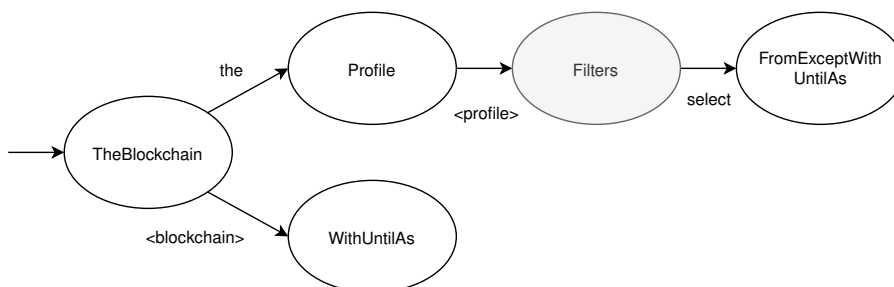 the
Profile
Filters
FromExceptWith
UntilAs
<profile>
select
TheBlockchain
<blockchain>
WithUntilAs